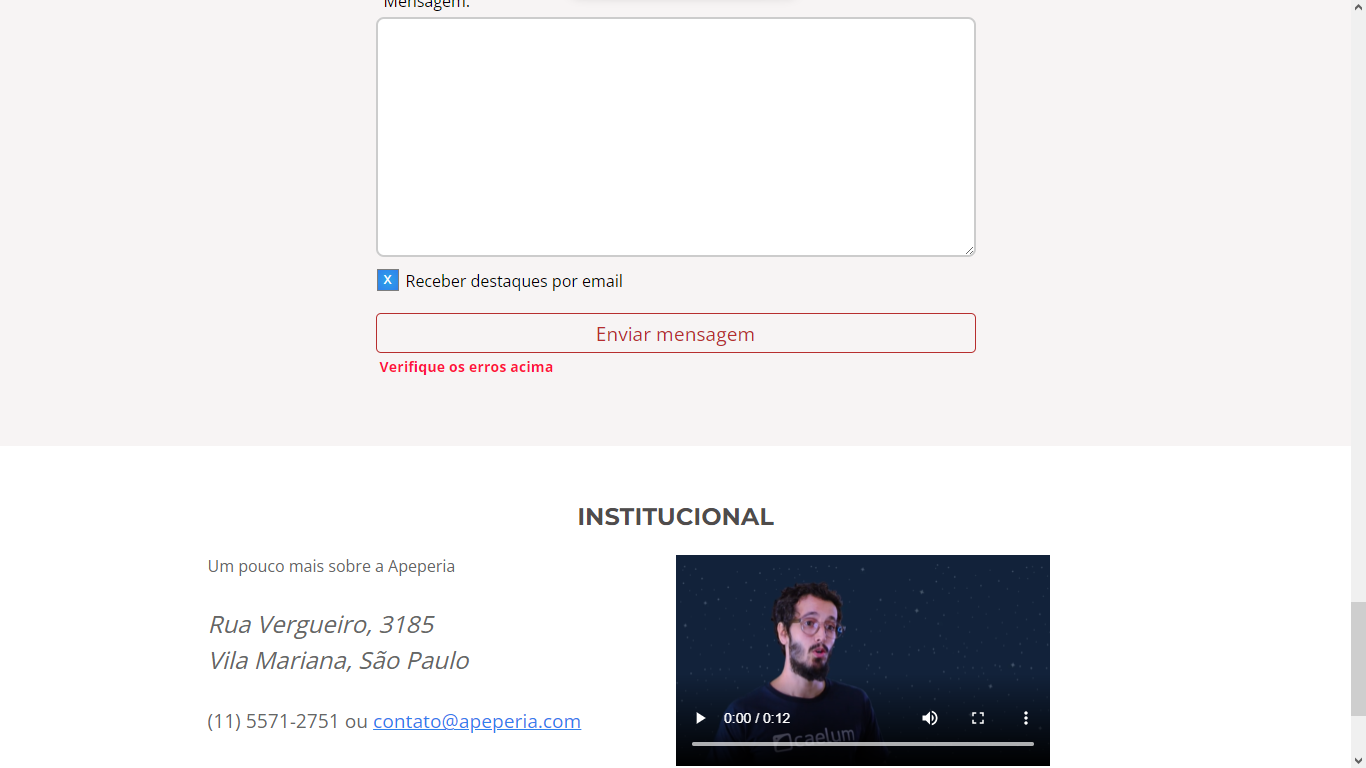 Mensagem:
X
Receber destaques por email
Enviar mensagem
Verifique os erros acima
INSTITUCIONAL
Um pouco mais sobre a Apeperia
Rua Vergueiro, 3185
Vila Mariana, São Paulo
(11) 5571-2751 ou contato@apeperia.com
0:00 / 0:12
caelum